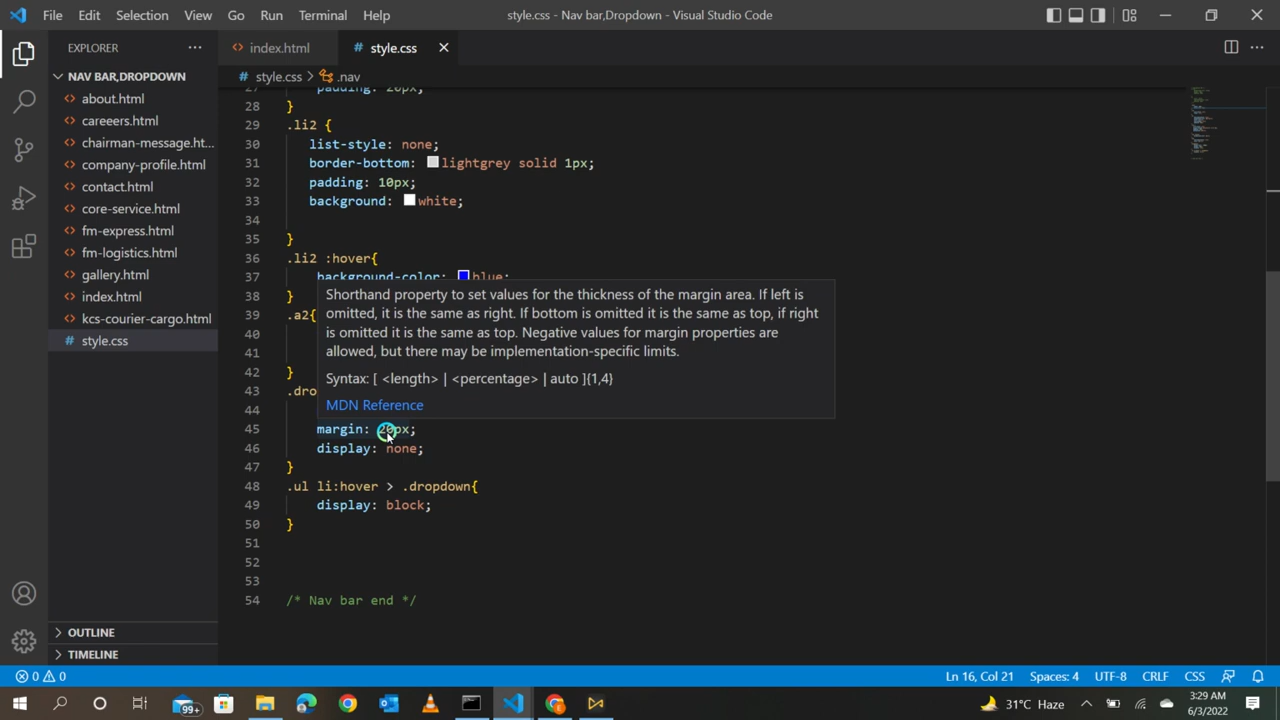 File Edit Selection View Go Run Terminal Help
style.css - Nav bar,Dropdown - Visual Studio Code
EXPLORER
index.html
# style.css
NAV BAR,DROPDOWN
# style.css > .nav
about.html
careeers.html
chairman-message.ht...
company-profile.html
contact.html
core-service.html
fm-express.html
fm-logistics.html
gallery.html
index.html
kcs-courier-cargo.html
# style.css
OUTLINE
TIMELINE
27 padding: 20px;
28 }
29 .li2 {
30 list-style: none;
31 border-bottom: lightgrey solid 1px;
32 padding: 10px;
33 background: white;
34
35 }
36 .li2 :hover{
37 background-color: blue;
38 }
39 .a2{
40
41
42 }
43 .dro
44
45 margin: 20px;
46 display: none;
47 }
48 .ul li:hover > .dropdown{
49 display: block;
50 }
51
52
53
54 /* Nav bar end */
Shorthand property to set values for the thickness of the margin area. If left is
omitted, it is the same as right. If bottom is omitted it is the same as top, if right
is omitted it is the same as top. Negative values for margin properties are
allowed, but there may be implementation-specific limits.
Syntax: [ <length> | <percentage> | auto ]{1,4}
MDN Reference
0 0
Ln 16, Col 21 Spaces: 4 UTF-8 CRLF CSS
99+
31°C Haze
3:29 AM
6/3/2022